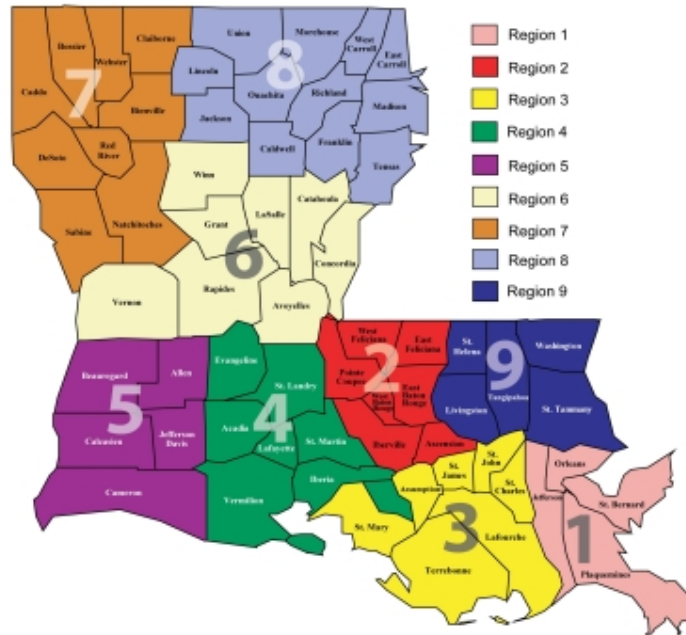 Region 1
Region 2
Region 3
Region 4
Region 5
Region 6
Region 7
Region 8
Region 9
7
Caddo
Bossier
Webster
Claiborne
Bienville
DeSoto
Red
River
Sabine
Natchitoches
8
Union
Morehouse
West
Carroll
East
Carroll
Lincoln
Ouachita
Richland
Madison
Jackson
Caldwell
Franklin
Tensas
6
Winn
Grant
LaSalle
Catahoula
Concordia
Vernon
Rapides
Avoyelles
5
Beauregard
Allen
Calcasieu
Jefferson
Davis
Cameron
4
Evangeline
St. Landry
Acadia
Lafayette
St. Martin
Iberia
Vermilion
2
West
Feliciana
East
Feliciana
Pointe
Coupee
West
Baton
Rouge
East
Baton
Rouge
Iberville
Ascension
9
St.
Helena
Tangipahoa
Washington
Livingston
St. Tammany
3
Assumption
St.
James
St.
John
St.
Charles
St. Mary
Lafourche
Terrebonne
1
Orleans
Jefferson
St. Bernard
Plaquemines